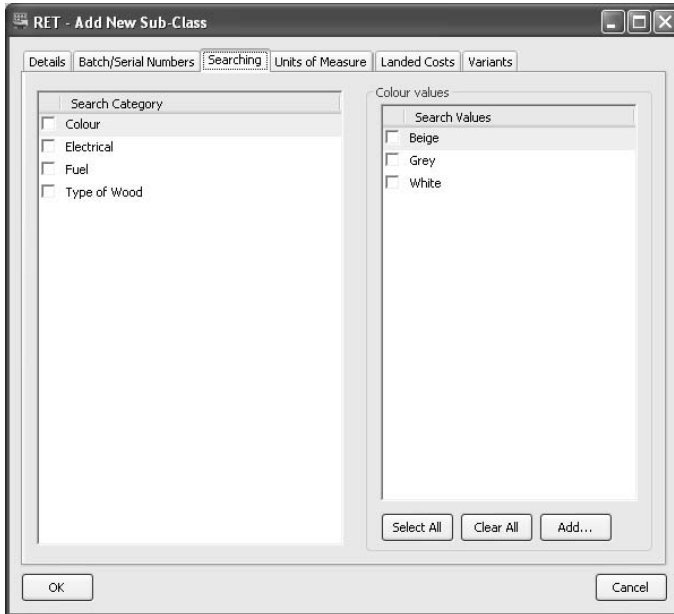 RET - Add New Sub-Class
Details Batch/Serial Numbers Searching Units of Measure Landed Costs Variants
Search Category
Colour
Electrical
Fuel
Type of Wood
Colour values
Search Values
Beige
Grey
White
Select All Clear All Add...
OK Cancel